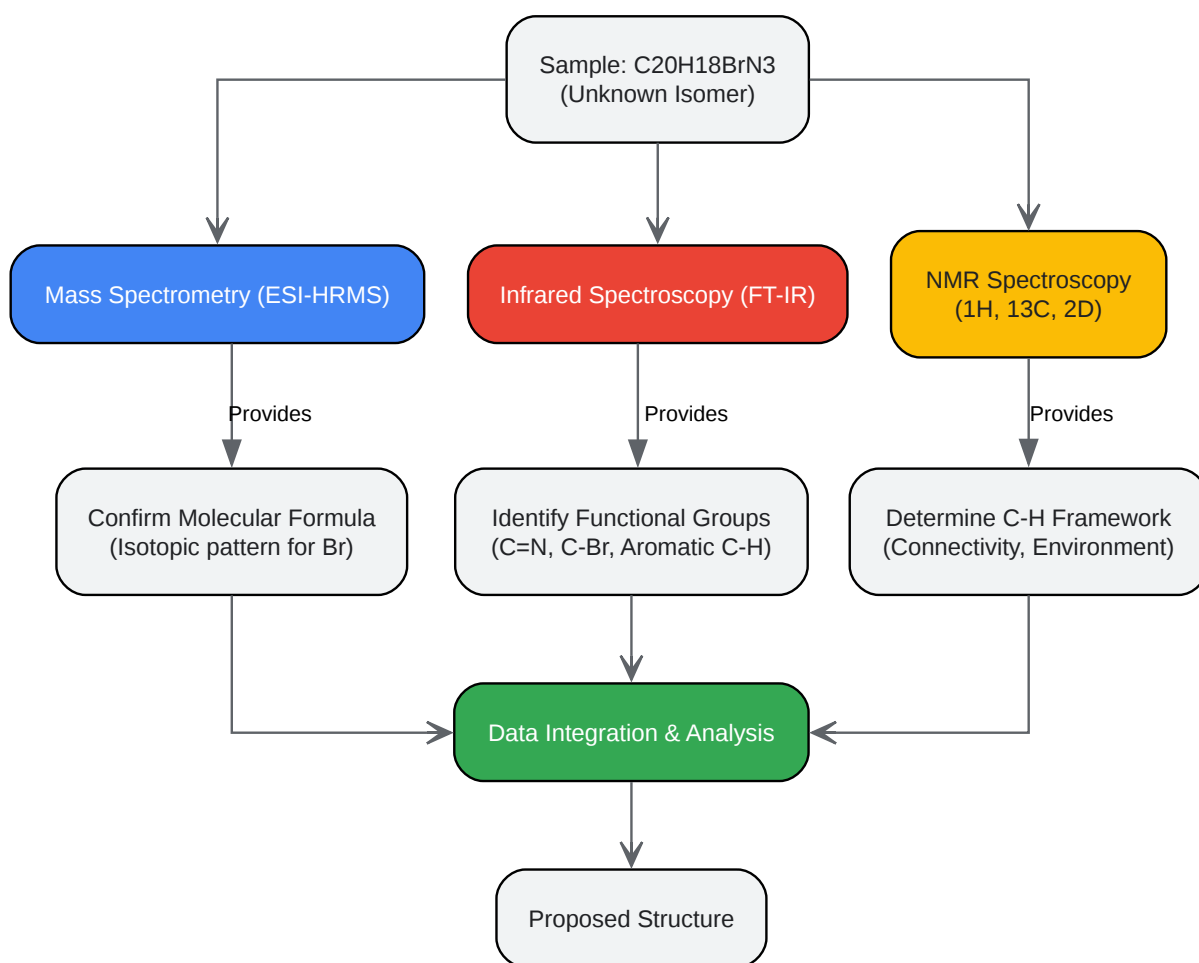 Sample: C20H18BrN3
(Unknown Isomer)
Mass Spectrometry (ESI-HRMS)
Infrared Spectroscopy (FT-IR)
NMR Spectroscopy
(1H, 13C, 2D)
Provides
Provides
Provides
Confirm Molecular Formula
(Isotopic pattern for Br)
Identify Functional Groups
(C=N, C-Br, Aromatic C-H)
Determine C-H Framework
(Connectivity, Environment)
Data Integration & Analysis
Proposed Structure